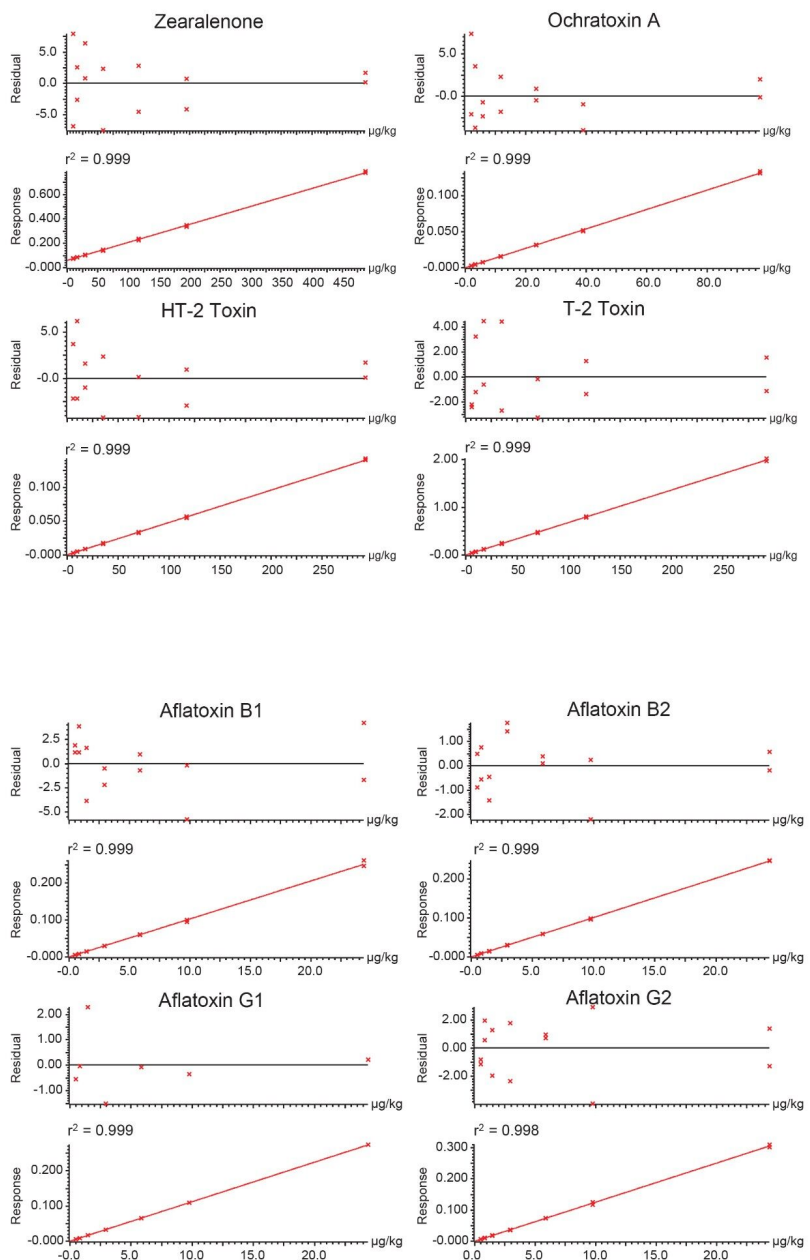 Zearalenone
Residual
5.0
0.0
-5.0
µg/kg
r² = 0.999
Response
0.600
0.400
0.200
-0.000
µg/kg
0 50 100 150 200 250 300 350 400 450
Ochratoxin A
Residual
5.0
-0.0
µg/kg
r² = 0.999
Response
0.100
0.050
0.000
µg/kg
-0.0 20.0 40.0 60.0 80.0
HT-2 Toxin
Residual
5.0
-0.0
µg/kg
r² = 0.999
Response
0.100
0.050
-0.000
µg/kg
-0 50 100 150 200 250
T-2 Toxin
Residual
4.00
2.00
0.00
-2.00
µg/kg
r² = 0.999
Response
2.00
1.00
-0.00
µg/kg
-0 50 100 150 200 250
Aflatoxin B1
Residual
2.5
0.0
-2.5
-5.0
µg/kg
r² = 0.999
Response
0.200
0.100
-0.000
µg/kg
-0.0 5.0 10.0 15.0 20.0
Aflatoxin B2
Residual
1.00
0.00
-1.00
-2.00
µg/kg
r² = 0.999
Response
0.200
0.100
-0.000
µg/kg
-0.0 5.0 10.0 15.0 20.0
Aflatoxin G1
Residual
2.00
1.00
0.00
-1.00
µg/kg
r² = 0.999
Response
0.200
0.100
-0.000
µg/kg
-0.0 5.0 10.0 15.0 20.0
Aflatoxin G2
Residual
2.00
0.00
-2.00
µg/kg
r² = 0.998
Response
0.300
0.200
0.100
-0.000
µg/kg
0.0 5.0 10.0 15.0 20.0